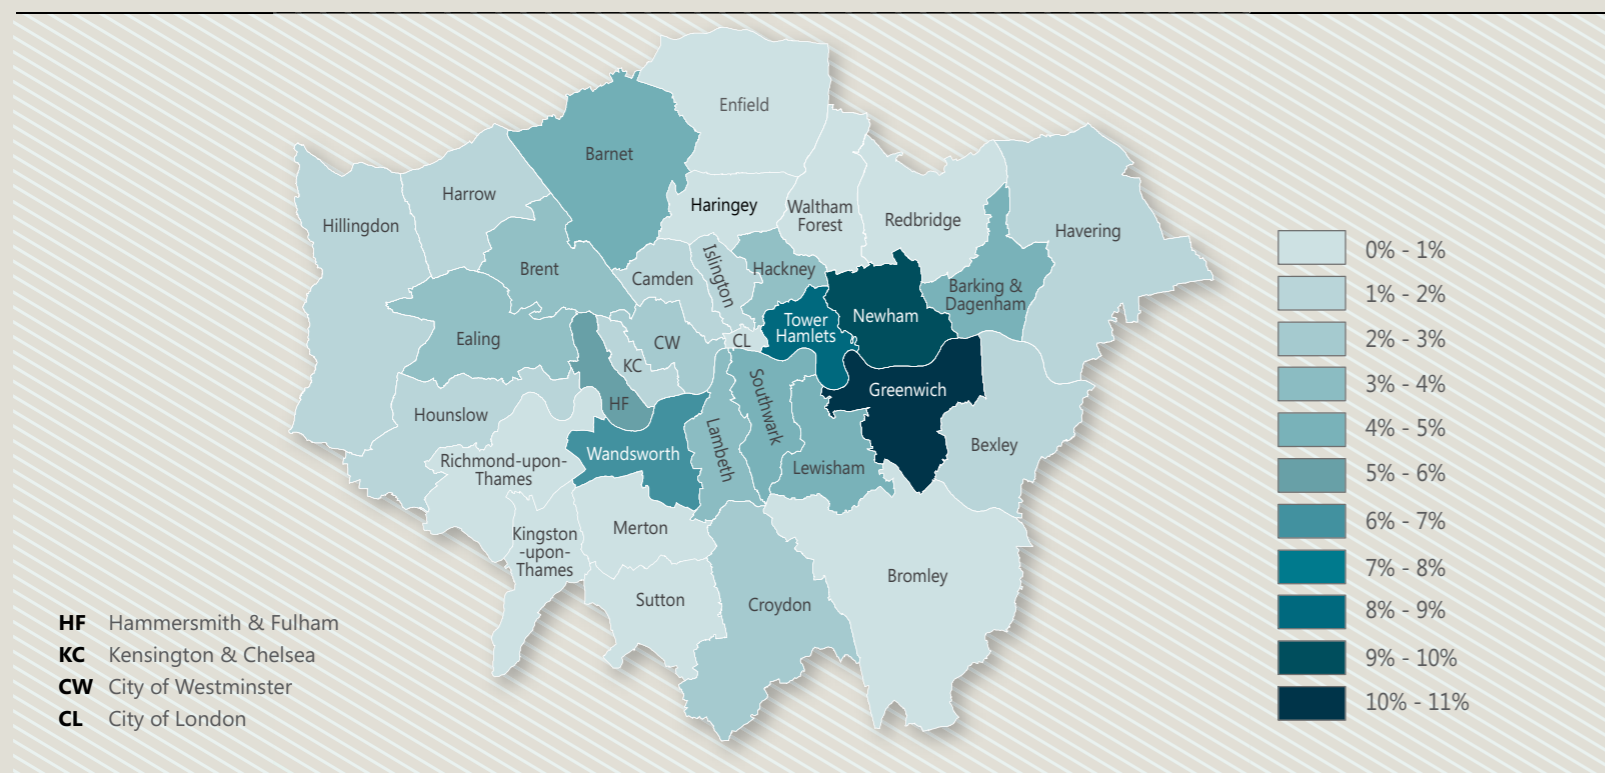 Enfield
Barnet
Harrow
Hillingdon
Haringey
Waltham
Forest
Redbridge
Havering
Brent
Camden
Islington
Hackney
Barking &
Dagenham
Ealing
CW
CL
Tower
Hamlets
Newham
KC
HF
Hounslow
Greenwich
Southwark
Lambeth
Wandsworth
Lewisham
Bexley
Richmond-upon-
Thames
Kingston
-upon-
Thames
Merton
Sutton
Croydon
Bromley
0% - 1%
1% - 2%
2% - 3%
3% - 4%
4% - 5%
5% - 6%
6% - 7%
7% - 8%
8% - 9%
9% - 10%
10% - 11%
HF Hammersmith & Fulham
KC Kensington & Chelsea
CW City of Westminster
CL City of London